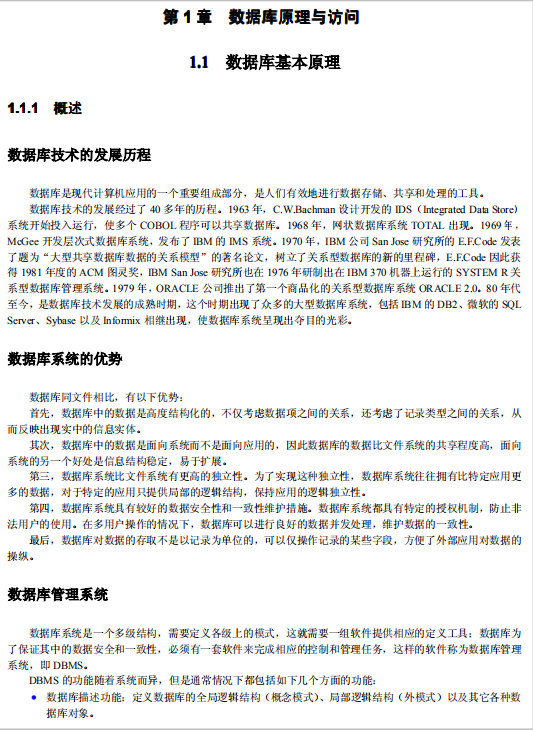 第 1 章 数据库原理与访问
1.1 数据库基本原理
1.1.1 概述
数据库技术的发展历程
数据库是现代计算机应用的一个重要组成部分，是人们有效地进行数据存储、共享和处理的工具。
数据库技术的发展经过了 40 多年的历程。1963 年，C.W.Bachman 设计开发的 IDS（Integrated Data Store）
系统开始投入运行，使多个 COBOL 程序可以共享数据库。1968 年，网状数据库系统 TOTAL 出现。1969 年，
McGee 开发层次式数据库系统，发布了 IBM 的 IMS 系统。1970 年，IBM 公司 San Jose 研究所的 E.F.Code 发表
了题为“大型共享数据库数据的关系模型”的著名论文，树立了关系型数据库的新的里程碑，E.F.Code 因此获
得 1981 年度的 ACM 图灵奖，IBM San Jose 研究所也在 1976 年研制出在 IBM 370 机器上运行的 SYSTEM R 关
系型数据库管理系统。1979 年，ORACLE 公司推出了第一个商品化的关系型数据库系统 ORACLE 2.0。80 年代
至今，是数据库技术发展的成熟时期，这个时期出现了众多的大型数据库系统，包括 IBM 的 DB2、微软的 SQL
Server、Sybase 以及 Informix 相继出现，使数据库系统呈现出夺目的光彩。
数据库系统的优势
数据库同文件相比，有以下优势：
首先，数据库中的数据是高度结构化的，不仅考虑数据项之间的关系，还考虑了记录类型之间的关系，从
而反映出现实中的信息实体。
其次，数据库中的数据是面向系统而不是面向应用的，因此数据库的数据比文件系统的共享程度高，面向
系统的另一个好处是信息结构稳定，易于扩展。
第三，数据库系统比文件系统有更高的独立性。为了实现这种独立性，数据库系统往往拥有比特定应用更
多的数据，对于特定的应用只提供局部的逻辑结构，保持应用的逻辑独立性。
第四，数据库系统具有较好的数据安全性和一致性维护措施。数据库系统都具有特定的授权机制，防止非
法用户的使用。在多用户操作的情况下，数据库可以进行良好的数据并发处理，维护数据的一致性。
最后，数据库对数据的存取不是以记录为单位的，可以仅操作记录的某些字段，方便了外部应用对数据的
操纵。
数据库管理系统
数据库系统是一个多级结构，需要定义各级上的模式，这就需要一组软件提供相应的定义工具；数据库为
了保证其中的数据安全和一致性，必须有一套软件来完成相应的控制和管理任务，这样的软件称为数据库管理
系统，即 DBMS。
DBMS 的功能随着系统而异，但是通常情况下都包括如下几个方面的功能：
● 数据库描述功能：定义数据库的全局逻辑结构（概念模式）、局部逻辑结构（外模式）以及其它各种数
据库对象。